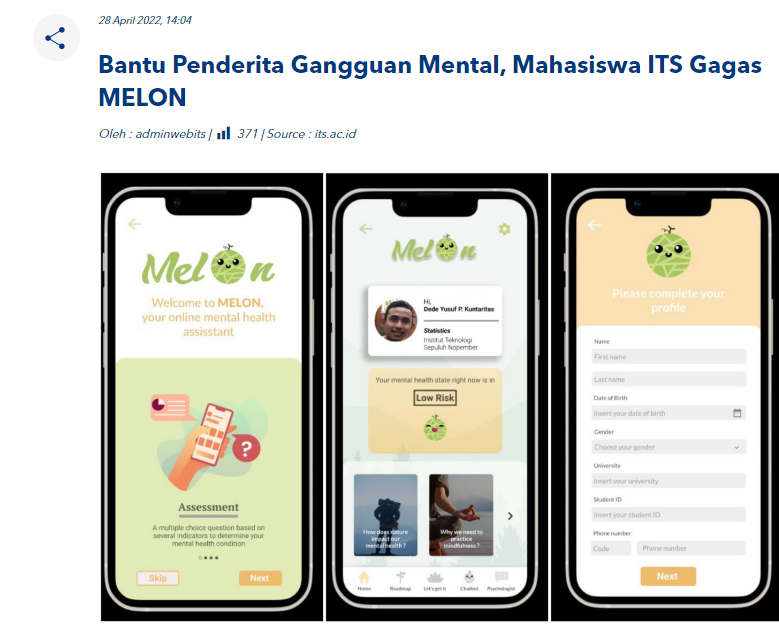 28 April 2022, 14:04
Bantu Penderita Gangguan Mental, Mahasiswa ITS Gagas
MELON
Oleh : adminwebits | 371 | Source : its.ac.id
Melon
Welcome to MELON,
your online mental health
assisstant
?
Assessment
A multiple choice question based on
several indicators to determine your
mental health condition
Skip
Next
Melon
Hi,
Dede Yusuf P. Kuntaritas
Statistics
Institut Teknologi
Sepuluh Nopember
Your mental health state right now is in
Low Risk
How does nature
impact our
mental health ?
Why we need to
practice
mindfulness ?
Home
Roadmap
Let's get it
Chatbot
Psychologist
Please complete your
profile
Name
First name
Last name
Date of Birth
Insert your date of birth
Gender
Choose your gender
University
Insert your university
Student ID
Insert your student ID
Phone number
Code
Phone number
Next